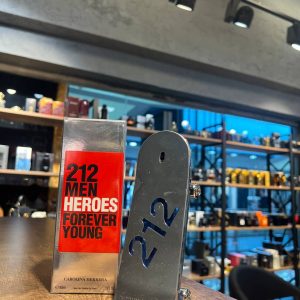 212
MEN
HEROES
FOREVER
YOUNG
CAROLINA HERRERA
212